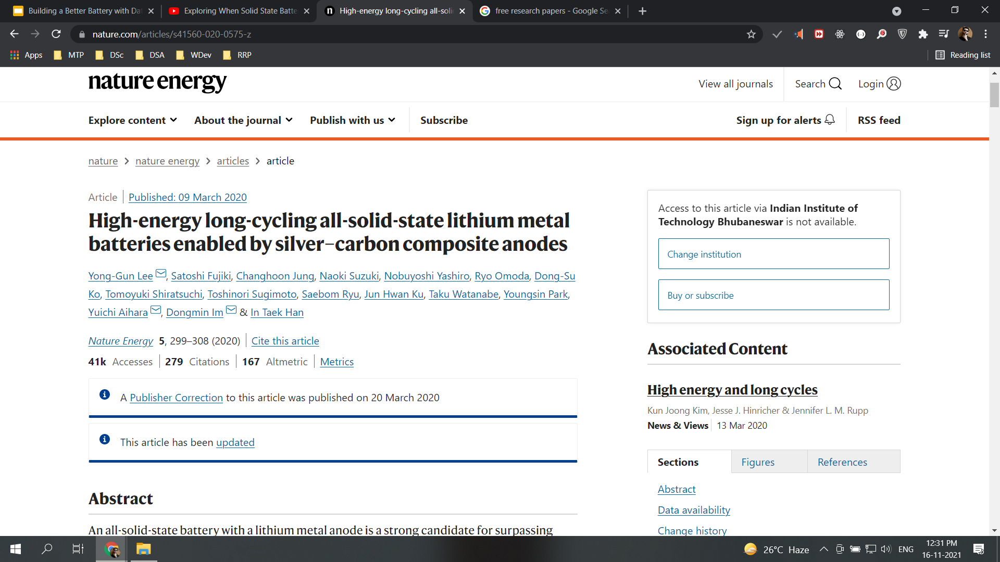 Building a Better Battery with Dat
Exploring When Solid State Batte
High-energy long-cycling all-soli
free research papers - Google Se
nature.com/articles/s41560-020-0575-z
Apps
MTP
DSc
DSA
WDev
RRP
Reading list
nature energy
View all journals
Search
Login
Explore content
About the journal
Publish with us
Subscribe
Sign up for alerts
RSS feed
nature > nature energy > articles > article
Article
Published: 09 March 2020
High-energy long-cycling all-solid-state lithium metal
batteries enabled by silver–carbon composite anodes
Yong-Gun Lee, Satoshi Fujiki, Changhoon Jung, Naoki Suzuki, Nobuyoshi Yashiro, Ryo Omoda, Dong-Su
Ko, Tomoyuki Shiratsuchi, Toshinori Sugimoto, Saebom Ryu, Jun Hwan Ku, Taku Watanabe, Youngsin Park,
Yuichi Aihara, Dongmin Im & In Taek Han
Nature Energy 5, 299–308 (2020)
Cite this article
41k Accesses
279 Citations
167 Altmetric
Metrics
A Publisher Correction to this article was published on 20 March 2020
This article has been updated
Abstract
An all-solid-state battery with a lithium metal anode is a strong candidate for surpassing
Access to this article via Indian Institute of
Technology Bhubaneswar is not available.
Change institution
Buy or subscribe
Associated Content
High energy and long cycles
Kun Joong Kim, Jesse J. Hinricher & Jennifer L. M. Rupp
News & Views
13 Mar 2020
Sections
Figures
References
Abstract
Data availability
Change history
26°C Haze
ENG
12:31 PM
16-11-2021